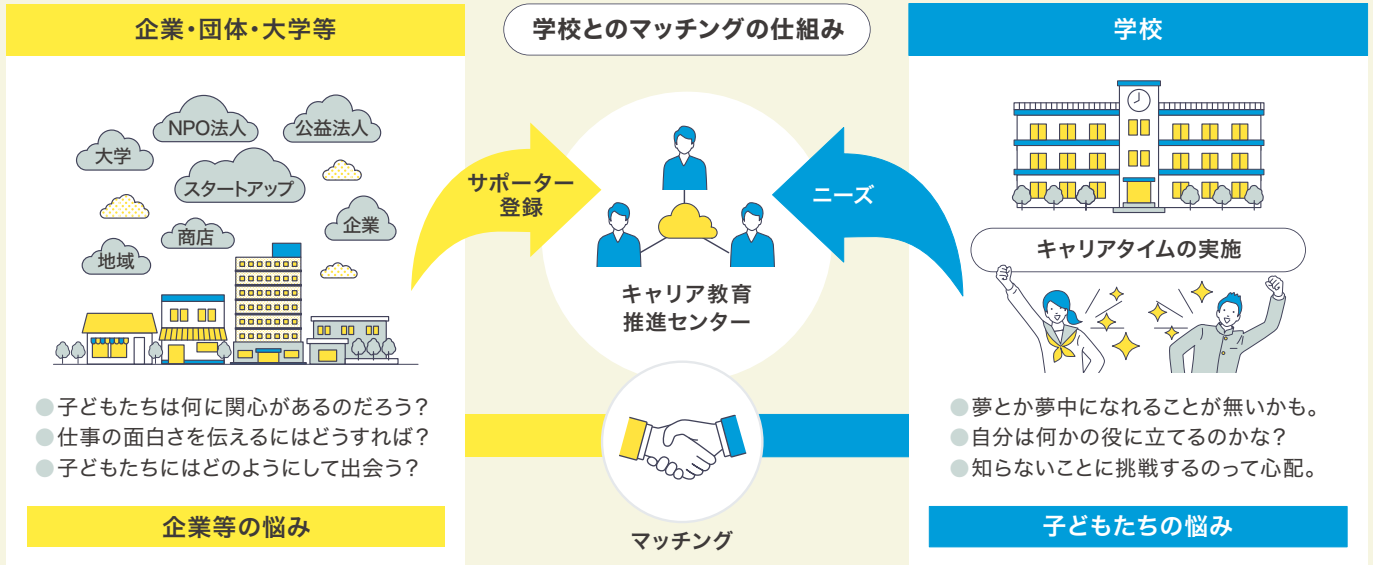 企業・団体・大学等
NPO法人
公益法人
大学
スタートアップ
企業
商店
地域
●子どもたちは何に関心があるのだろう?
●仕事の面白さを伝えるにはどうすれば?
●子どもたちにはどのようにして出会う?
企業等の悩み
学校とのマッチングの仕組み
サポーター
登録
ニーズ
キャリア教育
推進センター
マッチング
学校
キャリアタイムの実施
●夢とか夢中になれることが無いかも。
●自分は何かの役に立てるのかな?
●知らないことに挑戦するのって心配。
子どもたちの悩み